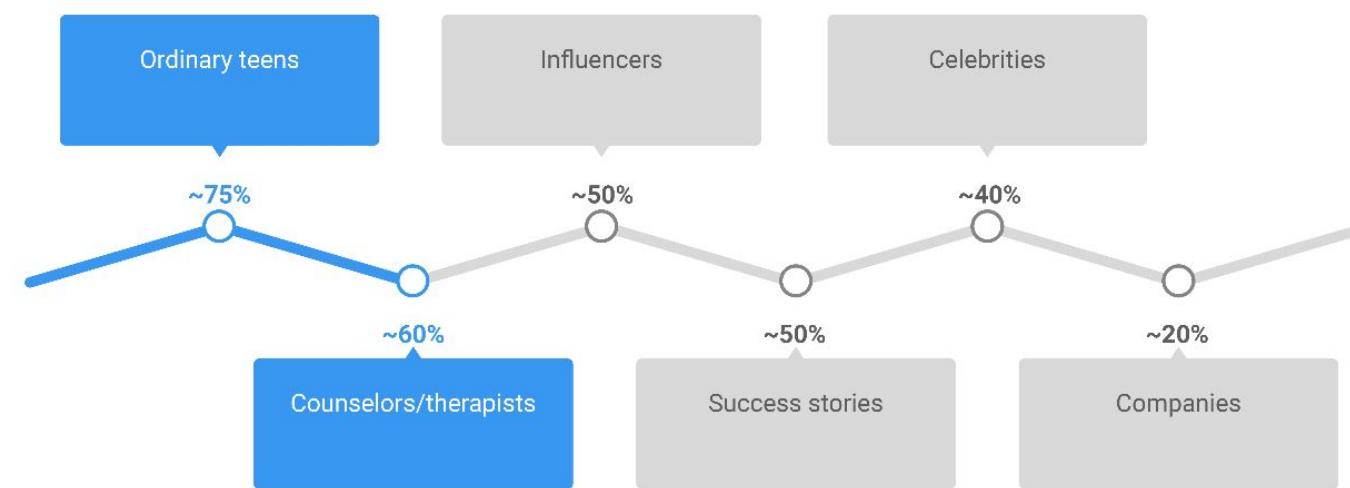 Ordinary teens
Influencers
Celebrities
~75%
~50%
~40%
~60%
~50%
~20%
Counselors/therapists
Success stories
Companies